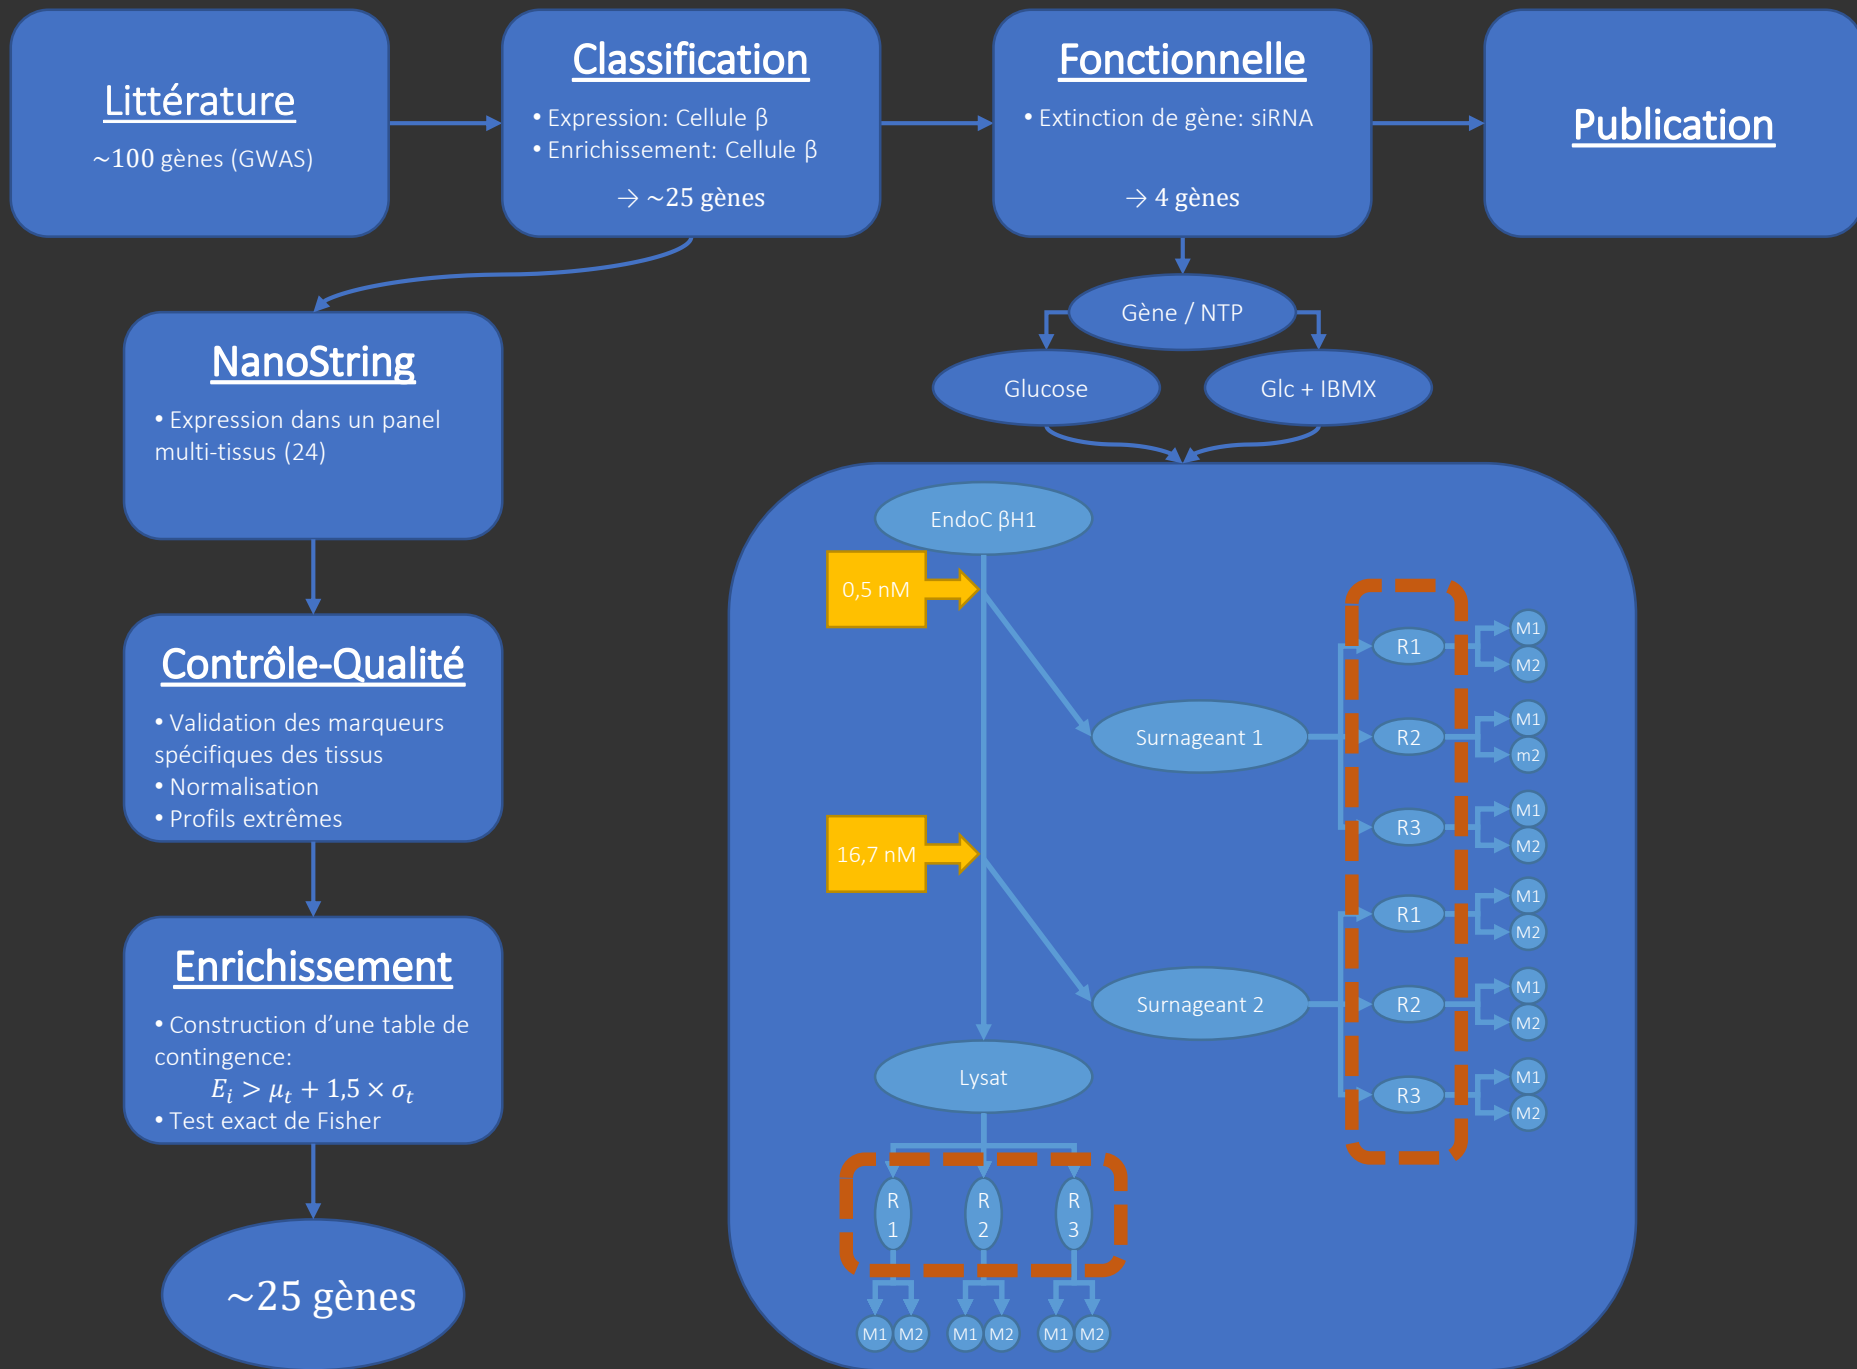 Littérature
~100 gènes (GWAS)
Classification
• Expression: Cellule β
• Enrichissement: Cellule β
→ ~25 gènes
Fonctionnelle
• Extinction de gène: siRNA
→ 4 gènes
Publication
NanoString
• Expression dans un panel
multi-tissus (24)
Contrôle-Qualité
• Validation des marqueurs
spécifiques des tissus
• Normalisation
• Profils extrêmes
Enrichissement
• Construction d’une table de
contingence:
E_i > μ_t + 1,5 × σ_t
• Test exact de Fisher
~25 gènes
Gène / NTP
Glucose
Glc + IBMX
EndoC βH1
0,5 nM
16,7 nM
Surnageant 1
R1
M1
M2
R2
M1
m2
R3
M1
M2
Surnageant 2
R1
M1
M2
R2
M1
M2
R3
M1
M2
Lysat
R
1
R
2
R
3
M1
M2
M1
M2
M1
M2